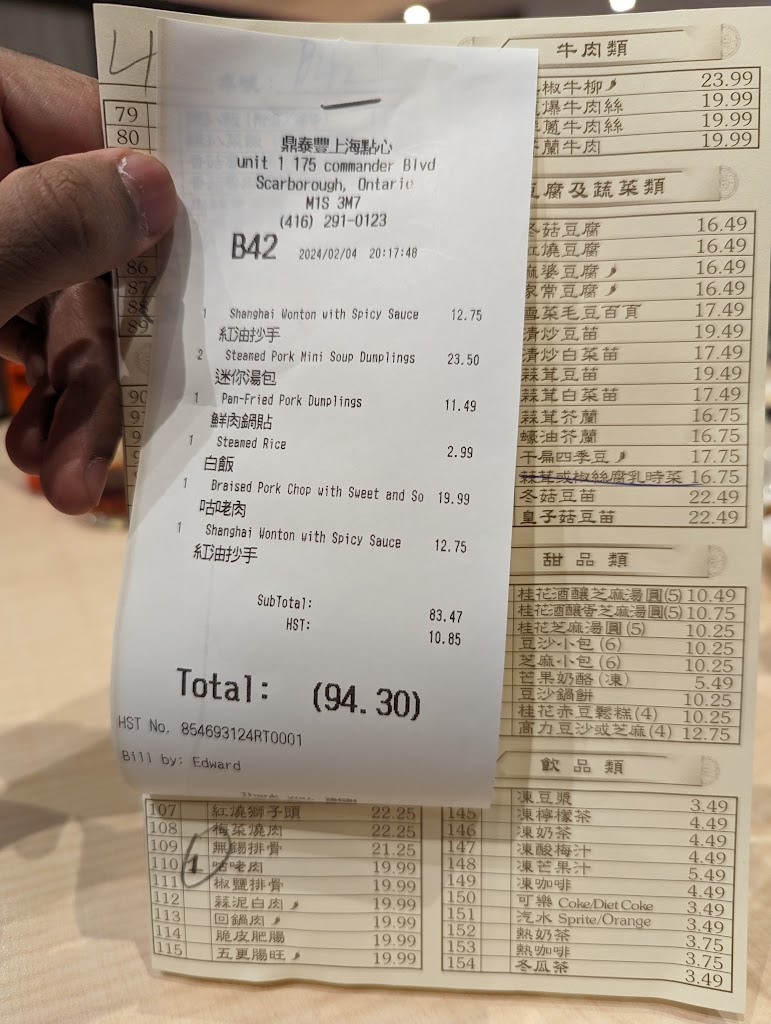 4
79
80
86
87
88
89
90
鼎泰豐上海點心
unit 1 175 commander Blvd
Scarborough, Ontario
M1S 3M7
(416) 291-0123
B42 2024/02/04 20:17:48
1 Shanghai Wonton with Spicy Sauce 12.75
紅油抄手
2 Steamed Pork Mini Soup Dumplings 23.50
迷你湯包
1 Pan-Fried Pork Dumplings 11.49
鮮肉鍋貼
1 Steamed Rice 2.99
白飯
1 Braised Pork Chop with Sweet and So 19.99
咕咾肉
1 Shanghai Wonton with Spicy Sauce 12.75
紅油抄手
SubTotal: 83.47
HST: 10.85
Total: (94.30)
HST No. 854693124RT0001
Bill by: Edward
牛肉類
椒牛柳 23.99
爆牛肉絲 19.99
蔥牛肉絲 19.99
蘭牛肉 19.99
豆腐及蔬菜類
冬菇豆腐 16.49
紅燒豆腐 16.49
麻婆豆腐 16.49
家常豆腐 16.49
雪菜毛豆百頁 17.49
清炒豆苗 19.49
清炒白菜苗 17.49
蒜茸豆苗 19.49
蒜茸白菜苗 17.49
蒜茸芥蘭 16.75
蠔油芥蘭 16.75
干扁四季豆 17.75
蒜茸或椒絲腐乳時菜 16.75
冬菇豆苗 22.49
皇子菇豆苗 22.49
甜品類
桂花酒釀芝麻湯圓(5) 10.49
桂花酒釀蛋芝麻湯圓(5) 10.75
桂花芝麻湯圓(5) 10.25
豆沙小包(6) 10.25
芝麻小包(6) 10.25
芒果奶酪(凍) 5.49
豆沙鍋餅 10.25
桂花赤豆鬆糕(4) 10.25
高力豆沙或芝麻(4) 12.75
飲品類
107 紅燒獅子頭 22.25
108 梅菜燒肉 22.25
109 無錫排骨 21.25
110 1 咕咾肉 19.99
111 椒鹽排骨 19.99
112 蒜泥白肉 19.99
113 回鍋肉 19.99
114 脆皮肥腸 19.99
115 五更腸旺 19.99
凍豆漿 3.49
145 凍檸檬茶 4.49
146 凍奶茶 4.49
147 凍酸梅汁 4.49
148 凍芒果汁 5.49
149 凍咖啡 4.49
150 可樂 Coke/Diet Coke 3.49
151 汽水 Sprite/Orange 3.49
152 熱奶茶 3.75
153 熱咖啡 3.75
154 冬瓜茶 3.49